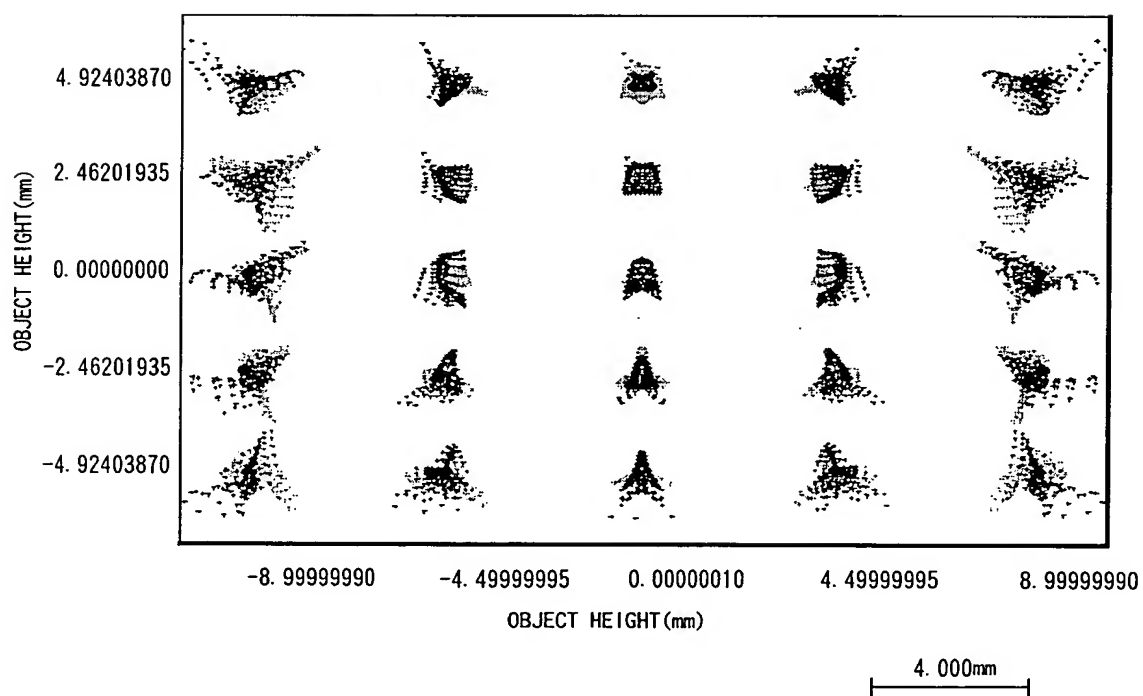 4. 92403870
2. 46201935
0. 00000000
-2. 46201935
-4. 92403870
OBJECT HEIGHT(mm)
-8. 99999990 -4. 49999995 0. 00000010 4. 49999995 8. 99999990
OBJECT HEIGHT(mm)
4. 000mm